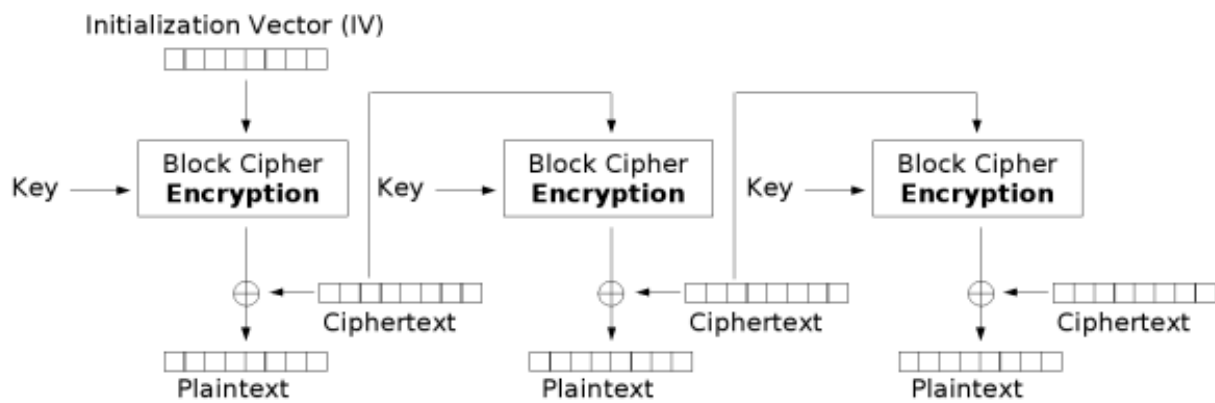 Initialization Vector (IV)
Block Cipher
Encryption
Key
Block Cipher
Encryption
Key
Block Cipher
Encryption
Key
Ciphertext
Ciphertext
Ciphertext
Plaintext
Plaintext
Plaintext